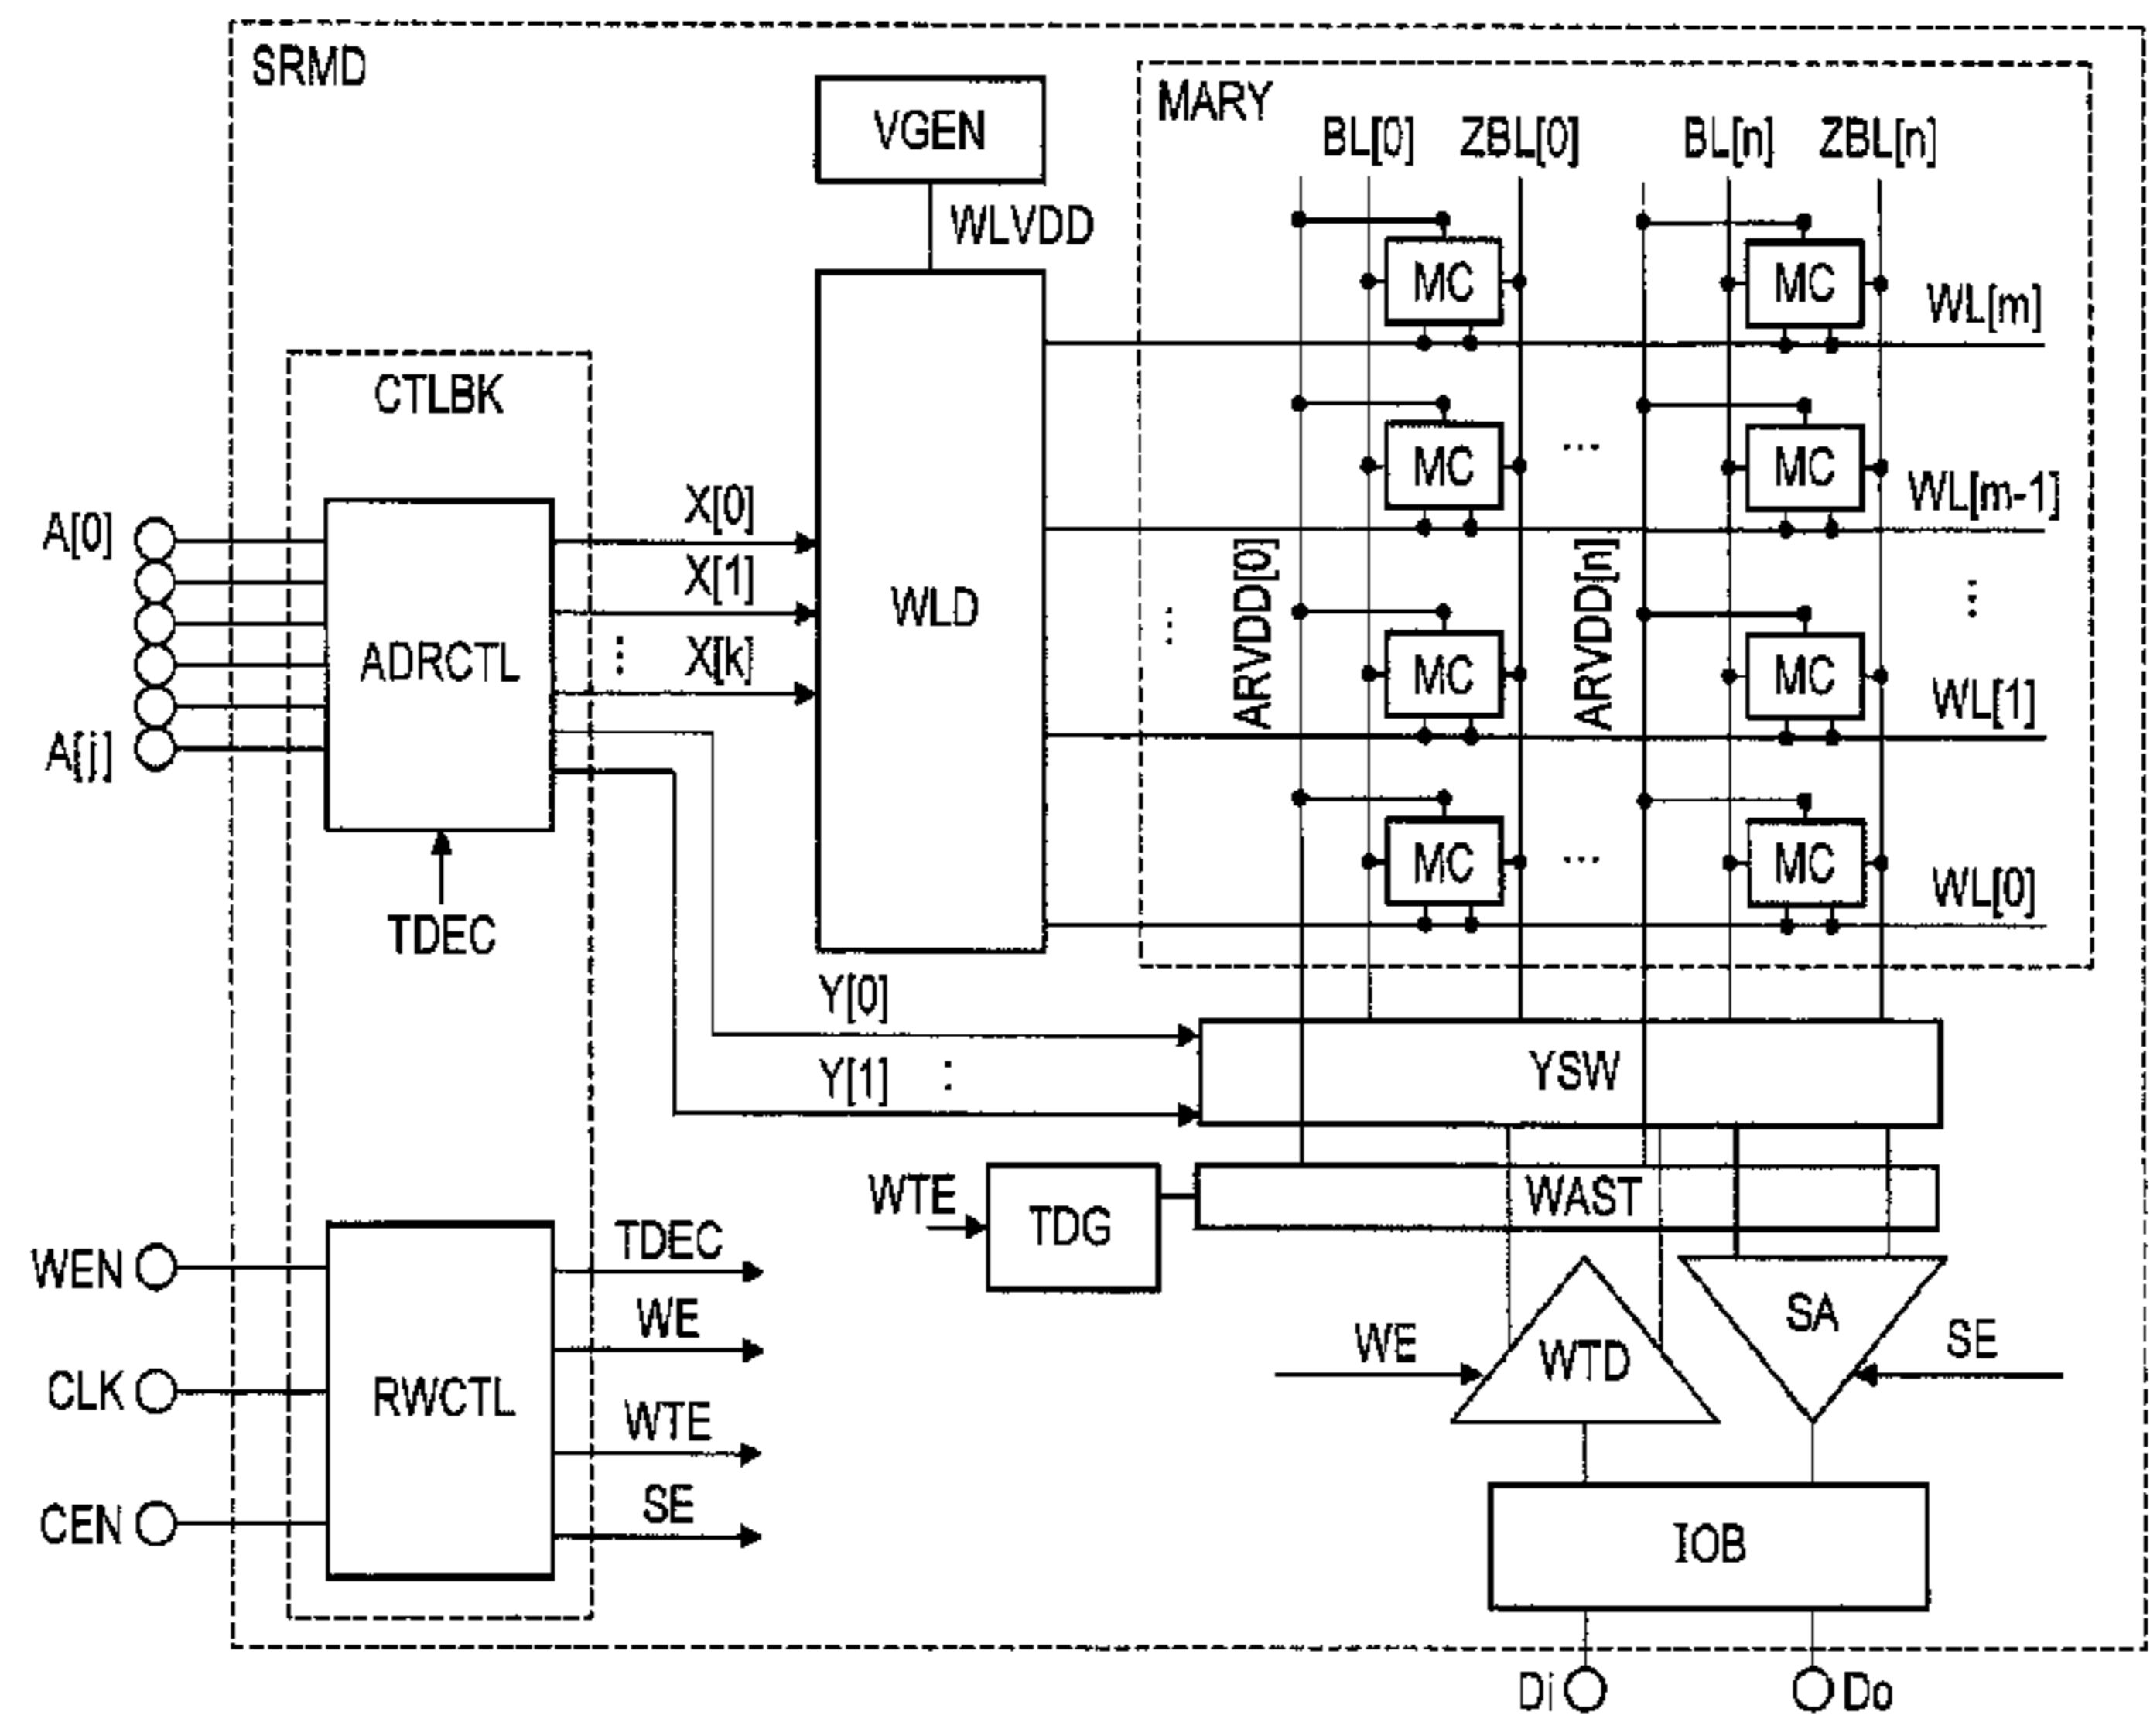 SRMD
VGEN
WLVDD
MARY
BL[0] ZBL[0] BL[n] ZBL[n]
MC MC
WL[m]
CTLBK
MC ... MC
WL[m-1]
A[0]
X[0]
X[1]
⋮ X[k]
ADRCTL
WLD
⋮
ARVDD[0]
ARVDD[n]
⋮
MC MC
WL[1]
A[j]
MC ... MC
WL[0]
TDEC
Y[0]
Y[1] :
YSW
WTE
TDG
WAST
WEN
CLK
CEN
RWCTL
TDEC
WE
WTE
SE
WE
WTD
SA
SE
IOB
Di
Do